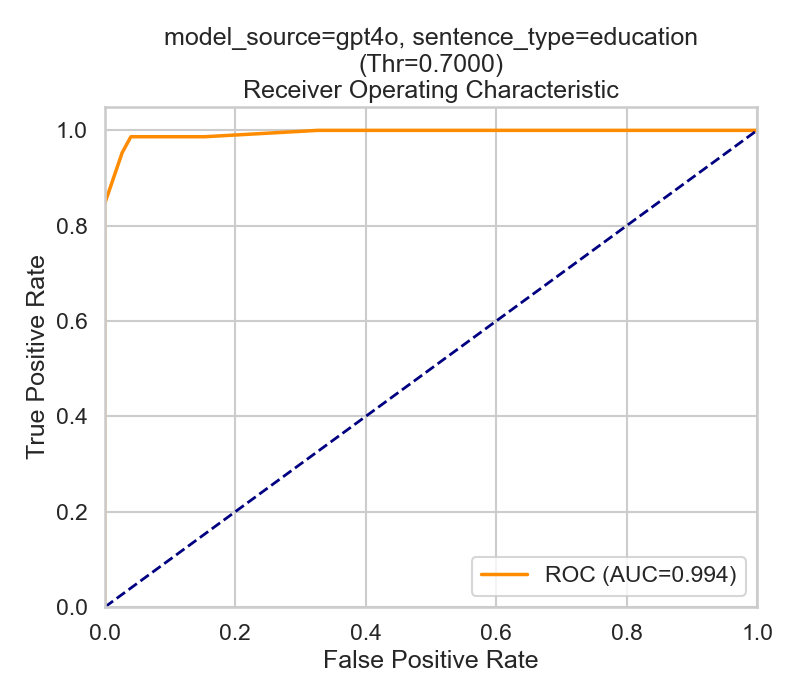 model_source=gpt4o, sentence_type=education
(Thr=0.7000)
Receiver Operating Characteristic
1.0
0.8
0.6
0.4
0.2
0.0
True Positive Rate
ROC (AUC=0.994)
0.0 0.2 0.4 0.6 0.8 1.0
False Positive Rate